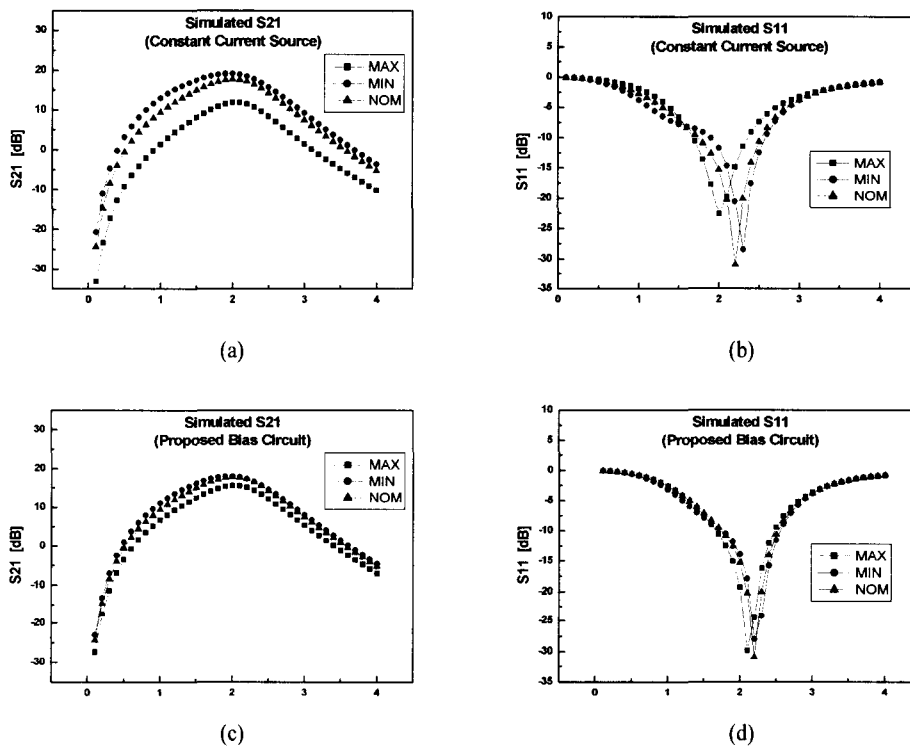 Simulated S21
(Constant Current Source)
MAX
MIN
NOM
S21 [dB]
30
20
10
0
-10
-20
-30
0
1
2
3
4
(a)
Simulated S11
(Constant Current Source)
MAX
MIN
NOM
S11 [dB]
10
5
0
-5
-10
-15
-20
-25
-30
-35
0
1
2
3
4
(b)
Simulated S21
(Proposed Bias Circuit)
MAX
MIN
NOM
S21 [dB]
30
20
10
0
-10
-20
-30
0
1
2
3
4
(c)
Simulated S11
(Proposed Bias Circuit)
MAX
MIN
NOM
S11 [dB]
10
5
0
-5
-10
-15
-20
-25
-30
-35
0
1
2
3
4
(d)